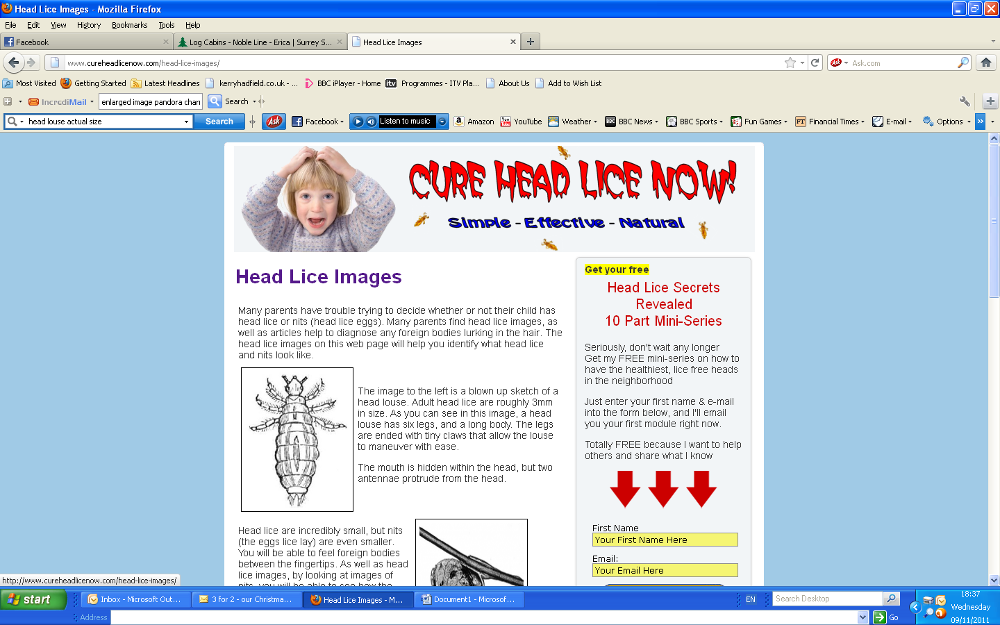 Head Lice Images - Mozilla Firefox
File Edit View History Bookmarks Tools Help
Facebook
Log Cabins - Noble Line - Erica | Surrey S...
Head Lice Images
www.cureheadlicenow.com/head-lice-images/
Ask Ask.com
Most Visited Getting Started Latest Headlines kerryhadfield.co.uk - ... BBC iPlayer - Home itv Programmes - ITV Pla... About Us Add to Wish List
IncrediMail enlarged image pandora char Search
head louse actual size Search Ask Facebook Listen to music Amazon YouTube Weather BBC News BBC Sports Fun Games FT Financial Times E-mail Options
CURE HEAD LICE NOW!
Simple - Effective - Natural
Head Lice Images
Many parents have trouble trying to decide whether or not their child has
head lice or nits (head lice eggs). Many parents find head lice images, as
well as articles help to diagnose any foreign bodies lurking in the hair. The
head lice images on this web page will help you identify what head lice
and nits look like.
The image to the left is a blown up sketch of a
head louse. Adult head lice are roughly 3mm
in size. As you can see in this image, a head
louse has six legs, and a long body. The legs
are ended with tiny claws that allow the louse
to maneuver with ease.
The mouth is hidden within the head, but two
antennae protrude from the head.
Head lice are incredibly small, but nits
(the eggs lice lay) are even smaller.
You will be able to feel foreign bodies
between the fingertips. As well as head
lice images, by looking at images of
nits, you will be able to see how the
Get your free
Head Lice Secrets
Revealed
10 Part Mini-Series
Seriously, don't wait any longer
Get my FREE mini-series on how to
have the healthiest, lice free heads
in the neighborhood
Just enter your first name & e-mail
into the form below, and I'll email
you your first module right now.
Totally FREE because I want to help
others and share what I know
First Name
Your First Name Here
Email:
Your Email Here
http://www.cureheadlicenow.com/head-lice-images/
start Inbox - Microsoft Out... 3 for 2 - our Christma... Head Lice Images - M... Document1 - Microsof... EN Search Desktop
18:37
Wednesday
09/11/2011
Address Go